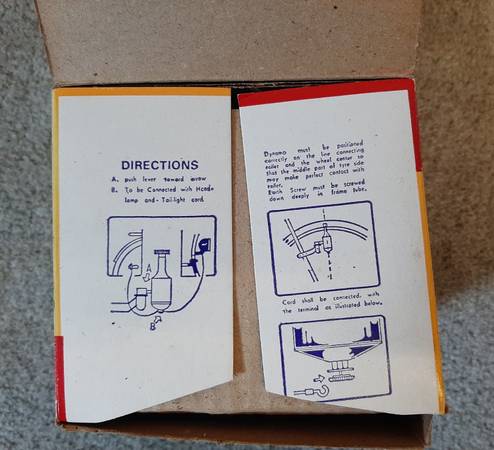 DIRECTIONS
A. push lever toward arrow
B. To be Connected with Head-
lamp and-Tail-light cord
A
B
Dynamo must be positioned
correctly on the line connecting
roller and the wheel center so
that the middle part of tyre side
may make perfect contact with
roller.
Each Screw must be screwed
down deeply in frame tube.
Cord shall be connected, with
the terminal as illustrated below.